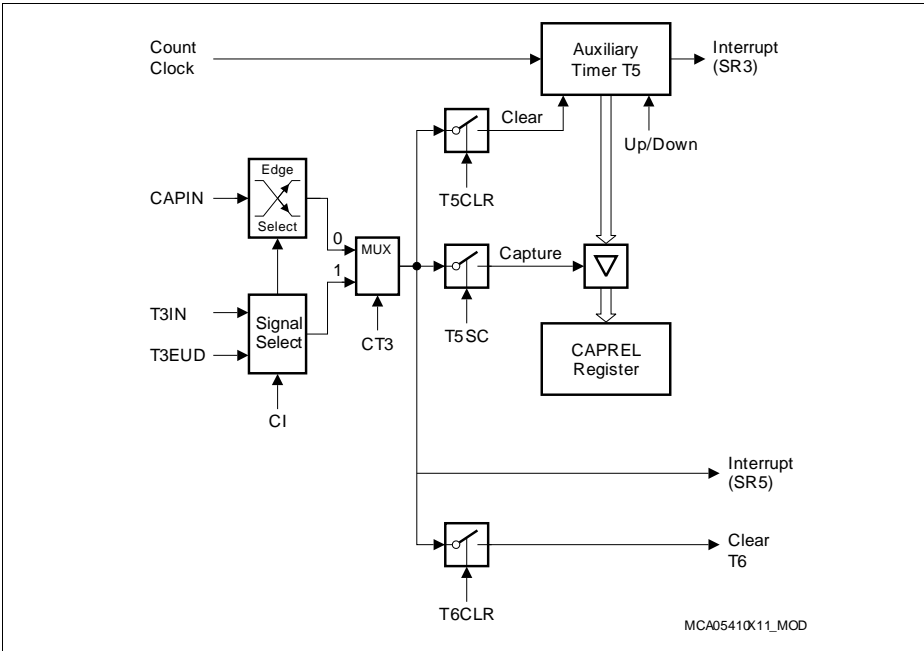 Count
Clock
Auxiliary
Timer T5
Interrupt
(SR3)
Clear
Up/Down
T5CLR
Edge
Select
CAPIN
0
1
MUX
Capture
T3IN
T3EUD
Signal
Select
CT3
T5SC
CI
CAPREL
Register
Interrupt
(SR5)
Clear
T6
T6CLR
MCA05410X11_MOD